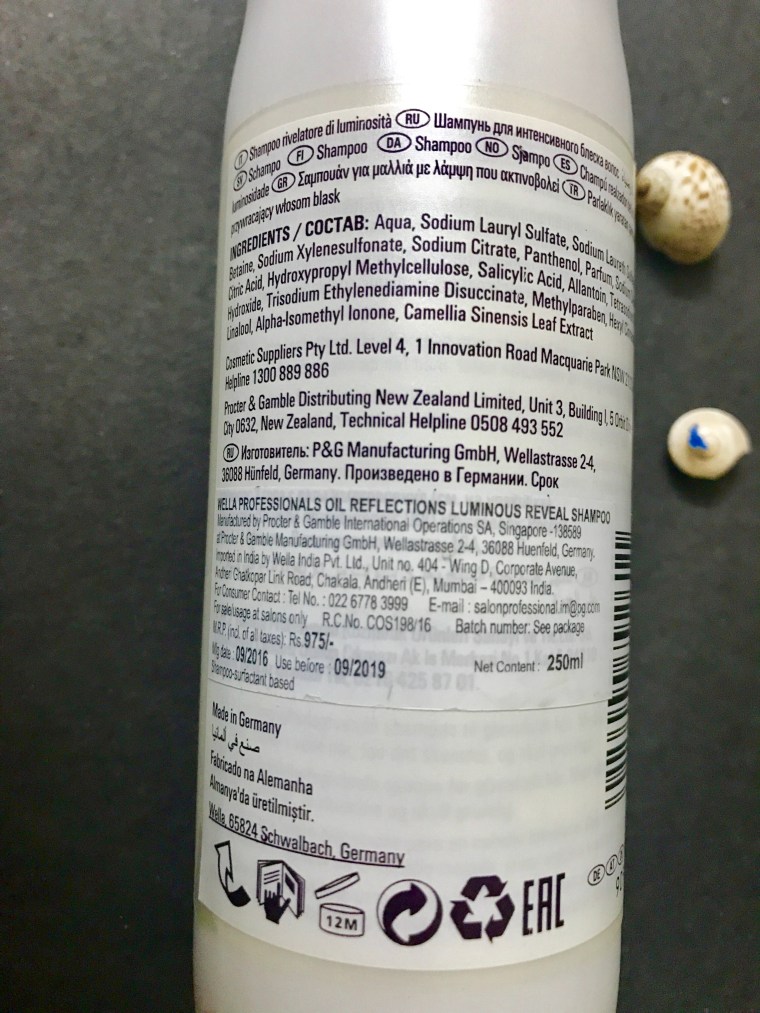 IT Shampoo rivelatore di luminosità RU Шампунь для интенсивного блеска волос
SV Schampo FI Shampoo DA Shampoo NO Sjampo ES Champú
luminosidade GR Σαμπουάν για μαλλιά με λάμψη που ακτινοβολεί TR Parlaklık
przywracający włosom blask
INGREDIENTS / СОСТАВ: Aqua, Sodium Lauryl Sulfate, Sodium Laureth
Betaine, Sodium Xylenesulfonate, Sodium Citrate, Panthenol, Parfum,
Citric Acid, Hydroxypropyl Methylcellulose, Salicylic Acid, Allantoin,
Hydroxide, Trisodium Ethylenediamine Disuccinate, Methylparaben, Hexyl
Linalool, Alpha-Isomethyl Ionone, Camellia Sinensis Leaf Extract
Cosmetic Suppliers Pty Ltd. Level 4, 1 Innovation Road Macquarie Park NSW
Helpline 1300 889 886
Procter & Gamble Distributing New Zealand Limited, Unit 3, Building I, 5
City 0632, New Zealand, Technical Helpline 0508 493 552
RU Изготовитель: P&G Manufacturing GmbH, Wellastrasse 2-4,
36088 Hünfeld, Germany. Произведено в Германии. Срок
WELLA PROFESSIONALS OIL REFLECTIONS LUMINOUS REVEAL SHAMPOO
Manufactured by Procter & Gamble International Operations SA, Singapore -138589
at Procter & Gamble Manufacturing GmbH, Wellastrasse 2-4, 36088 Huenfeld, Germany.
Imported in India by Wella India Pvt. Ltd., Unit no. 404 - Wing D, Corporate Avenue,
Andheri Ghatkopar Link Road, Chakala, Andheri (E), Mumbai – 400093 India.
For Consumer Contact : Tel No. : 022 6778 3999 E-mail : salonprofessional.im@pg.com
For sale/usage at salons only R.C.No. COS198/16 Batch number: See package
M.R.P. (incl. of all taxes): Rs.975/-
Mfg date : 09/2016 Use before : 09/2019 Net Content : 250ml
Shampoo-surfactant based
Made in Germany
صنع في ألمانيا
Fabricado na Alemanha
Almanya'da üretilmiştir.
Wella, 65824 Schwalbach, Germany
12M
EAC
DE AT